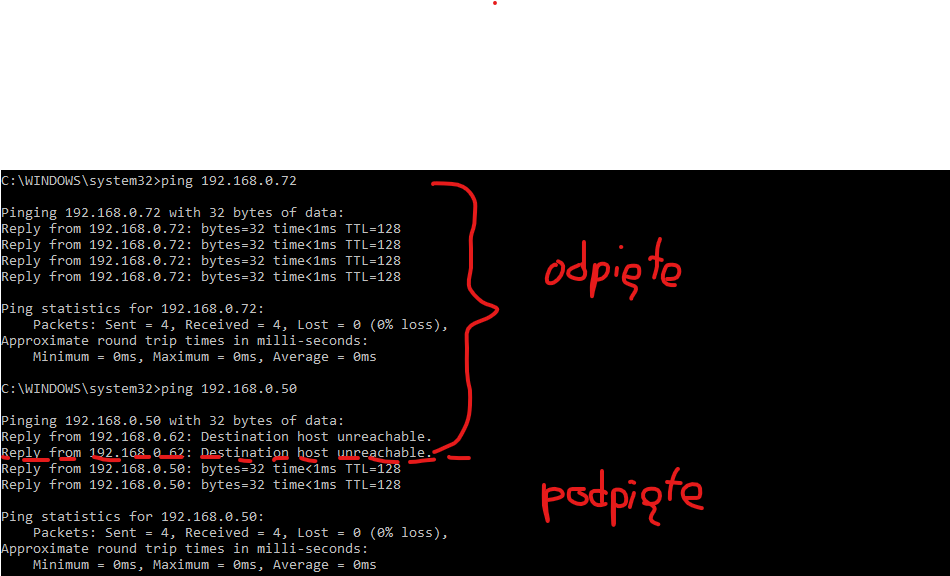 C:\WINDOWS\system32>ping 192.168.0.72
Pinging 192.168.0.72 with 32 bytes of data:
Reply from 192.168.0.72: bytes=32 time<1ms TTL=128
Reply from 192.168.0.72: bytes=32 time<1ms TTL=128
Reply from 192.168.0.72: bytes=32 time<1ms TTL=128
Reply from 192.168.0.72: bytes=32 time<1ms TTL=128
odpięte
Ping statistics for 192.168.0.72:
Packets: Sent = 4, Received = 4, Lost = 0 (0% loss),
Approximate round trip times in milli-seconds:
Minimum = 0ms, Maximum = 0ms, Average = 0ms
C:\WINDOWS\system32>ping 192.168.0.50
Pinging 192.168.0.50 with 32 bytes of data:
Reply from 192.168.0.62: Destination host unreachable.
Reply from 192.168.0.62: Destination host unreachable.
Reply from 192.168.0.50: bytes=32 time<1ms TTL=128
Reply from 192.168.0.50: bytes=32 time<1ms TTL=128
podpięte
Ping statistics for 192.168.0.50:
Packets: Sent = 4, Received = 4, Lost = 0 (0% loss),
Approximate round trip times in milli-seconds:
Minimum = 0ms, Maximum = 0ms, Average = 0ms